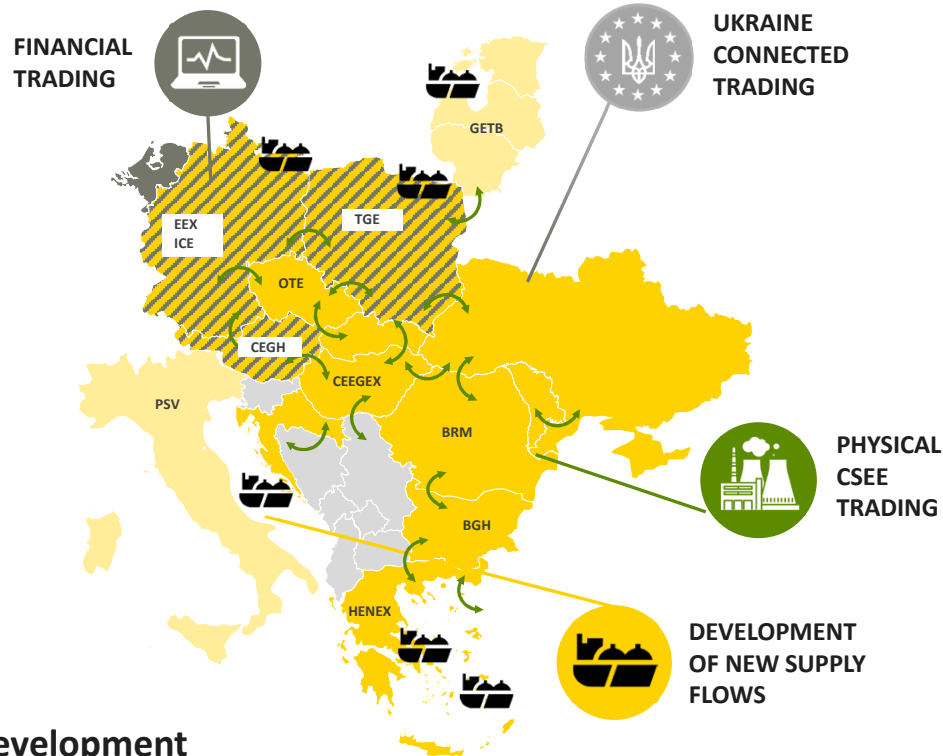 FINANCIAL
TRADING
UKRAINE
CONNECTED
TRADING
GETB
EEX
ICE
TGE
OTE
CEGH
CEEGEX
PSV
BRM
BGH
HENEX
PHYSICAL
CSEE
TRADING
DEVELOPMENT
OF NEW SUPPLY
FLOWS
evelopment